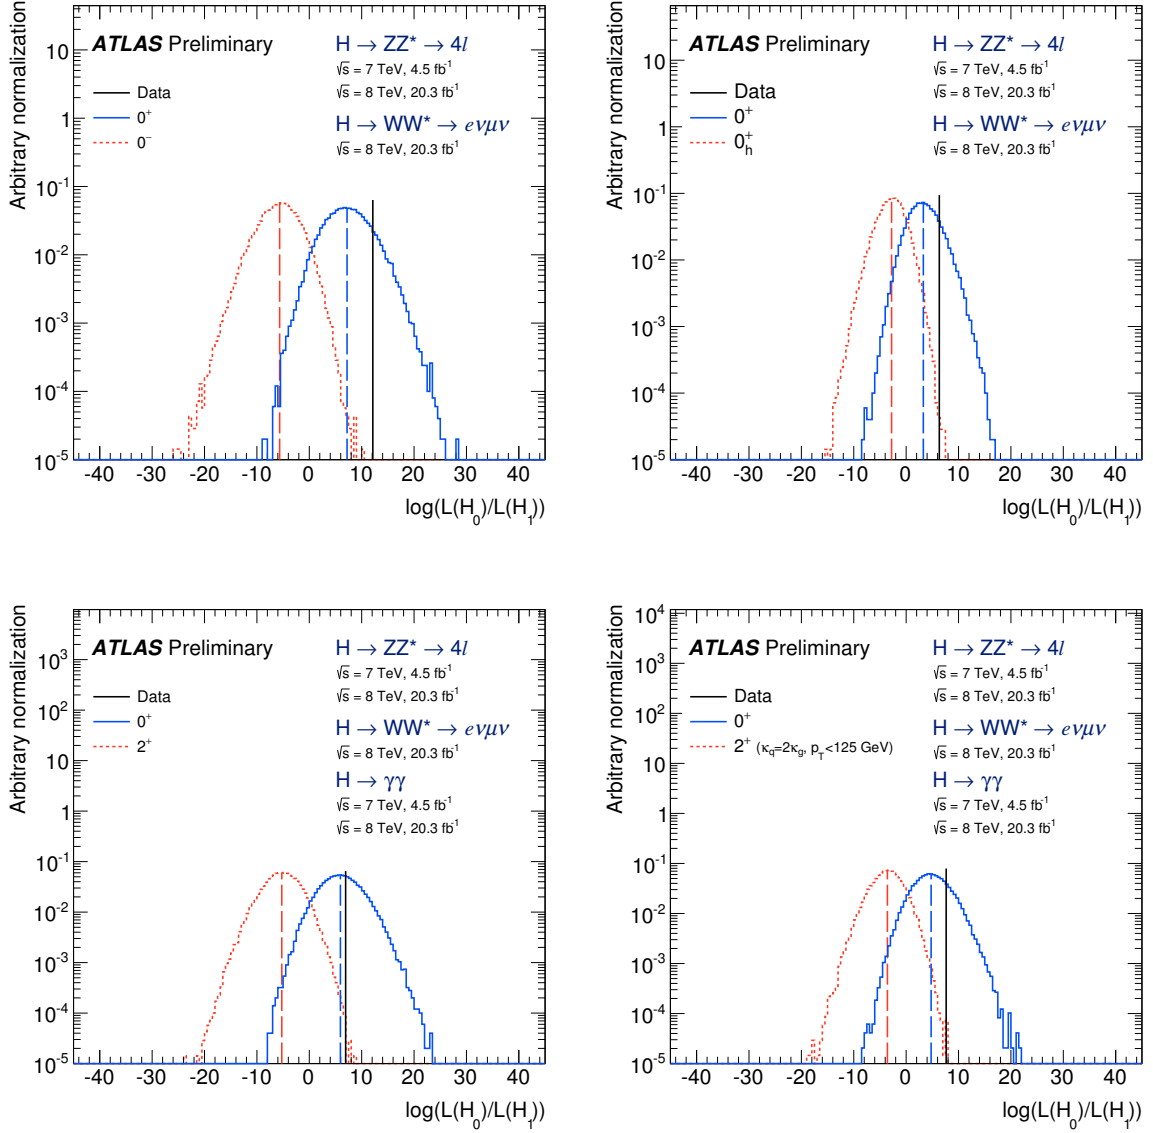 Arbitrary normalization
ATLAS Preliminary
H → ZZ* → 4l
√s = 7 TeV, 4.5 fb⁻¹
√s = 8 TeV, 20.3 fb⁻¹
H → WW* → eνμν
√s = 8 TeV, 20.3 fb⁻¹
Data
0⁺
0⁻
10
1
10⁻¹
10⁻²
10⁻³
10⁻⁴
10⁻⁵
-40 -30 -20 -10 0 10 20 30 40
log(L(H₀)/L(H₁))
Arbitrary normalization
ATLAS Preliminary
H → ZZ* → 4l
√s = 7 TeV, 4.5 fb⁻¹
√s = 8 TeV, 20.3 fb⁻¹
H → WW* → eνμν
√s = 8 TeV, 20.3 fb⁻¹
Data
0⁺
0⁺ₕ
10
1
10⁻¹
10⁻²
10⁻³
10⁻⁴
10⁻⁵
-40 -30 -20 -10 0 10 20 30 40
log(L(H₀)/L(H₁))
Arbitrary normalization
ATLAS Preliminary
H → ZZ* → 4l
√s = 7 TeV, 4.5 fb⁻¹
√s = 8 TeV, 20.3 fb⁻¹
H → WW* → eνμν
√s = 8 TeV, 20.3 fb⁻¹
H → γγ
√s = 7 TeV, 4.5 fb⁻¹
√s = 8 TeV, 20.3 fb⁻¹
Data
0⁺
2⁺
10³
10²
10
1
10⁻¹
10⁻²
10⁻³
10⁻⁴
10⁻⁵
-40 -30 -20 -10 0 10 20 30 40
log(L(H₀)/L(H₁))
Arbitrary normalization
ATLAS Preliminary
H → ZZ* → 4l
√s = 7 TeV, 4.5 fb⁻¹
√s = 8 TeV, 20.3 fb⁻¹
H → WW* → eνμν
√s = 8 TeV, 20.3 fb⁻¹
H → γγ
√s = 7 TeV, 4.5 fb⁻¹
√s = 8 TeV, 20.3 fb⁻¹
Data
0⁺
2⁺ (κ_q=2κ_g, p_T<125 GeV)
10⁴
10³
10²
10
1
10⁻¹
10⁻²
10⁻³
10⁻⁴
10⁻⁵
-40 -30 -20 -10 0 10 20 30 40
log(L(H₀)/L(H₁))